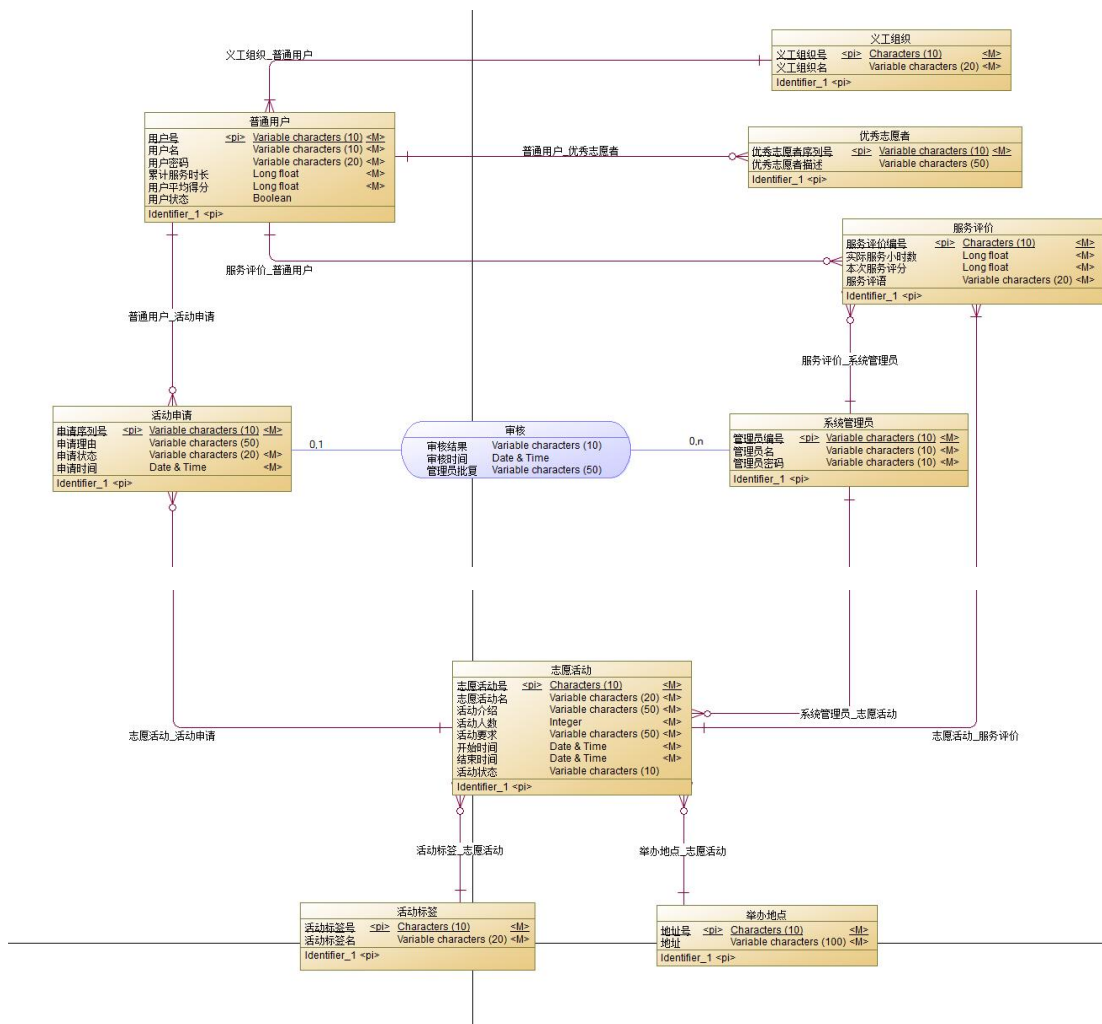 义工组织_普通用户
义工组织
义工组织号 <pi> Characters (10) <M>
义工组织名 Variable characters (20) <M>
Identifier_1 <pi>
普通用户
用户号 <pi> Variable characters (10) <M>
用户名 Variable characters (10) <M>
用户密码 Variable characters (20) <M>
累计服务时长 Long float <M>
用户平均得分 Long float <M>
用户状态 Boolean
Identifier_1 <pi>
普通用户_优秀志愿者
优秀志愿者
优秀志愿者序列号 <pi> Variable characters (10) <M>
优秀志愿者描述 Variable characters (50)
Identifier_1 <pi>
服务评价_普通用户
服务评价
服务评价编号 <pi> Characters (10) <M>
实际服务小时数 Long float <M>
本次服务评分 Long float <M>
服务评语 Variable characters (20) <M>
Identifier_1 <pi>
普通用户_活动申请
服务评价_系统管理员
活动申请
申请序列号 <pi> Variable characters (10) <M>
申请理由 Variable characters (50)
申请状态 Variable characters (20) <M>
申请时间 Date & Time <M>
Identifier_1 <pi>
0,1
审核
审核结果 Variable characters (10)
审核时间 Date & Time
管理员批复 Variable characters (50)
0,n
系统管理员
管理员编号 <pi> Variable characters (10) <M>
管理员名 Variable characters (10) <M>
管理员密码 Variable characters (10) <M>
Identifier_1 <pi>
志愿活动_活动申请
志愿活动
志愿活动号 <pi> Characters (10) <M>
志愿活动名 Variable characters (20) <M>
活动介绍 Variable characters (50) <M>
活动人数 Integer <M>
活动要求 Variable characters (50) <M>
开始时间 Date & Time <M>
结束时间 Date & Time <M>
活动状态 Variable characters (10)
Identifier_1 <pi>
系统管理员_志愿活动
志愿活动_服务评价
活动标签_志愿活动
举办地点_志愿活动
活动标签
活动标签号 <pi> Characters (10) <M>
活动标签名 Variable characters (20) <M>
Identifier_1 <pi>
举办地点
地址号 <pi> Characters (10) <M>
地址 Variable characters (100) <M>
Identifier_1 <pi>